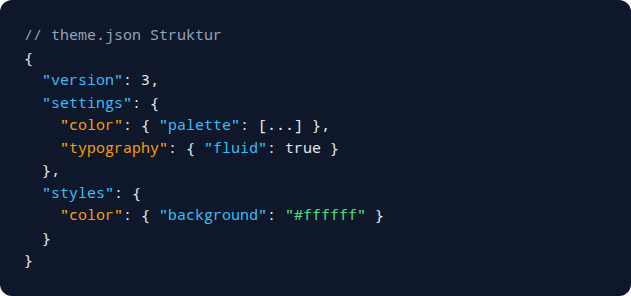 // theme.json Struktur
{
  "version": 3,
  "settings": {
    "color": { "palette": [...] },
    "typography": { "fluid": true }
  },
  "styles": {
    "color": { "background": "#ffffff" }
  }
}